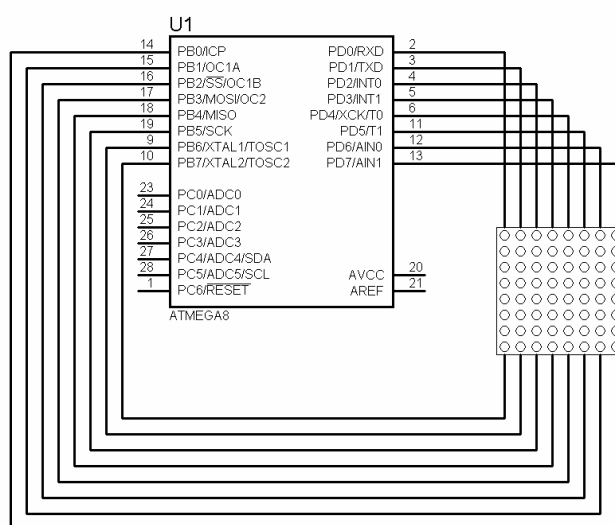 U1
14 PB0/ICP PD0/RXD 2
15 PB1/OC1A PD1/TXD 3
16 PB2/SS/OC1B PD2/INT0 4
17 PB3/MOSI/OC2 PD3/INT1 5
18 PB4/MISO PD4/XCK/T0 6
19 PB5/SCK PD5/T1 11
9 PB6/XTAL1/TOSC1 PD6/AIN0 12
10 PB7/XTAL2/TOSC2 PD7/AIN1 13
23 PC0/ADC0
24 PC1/ADC1
25 PC2/ADC2
26 PC3/ADC3
27 PC4/ADC4/SDA
28 PC5/ADC5/SCL AVCC 20
1 PC6/RESET AREF 21
ATMEGA8